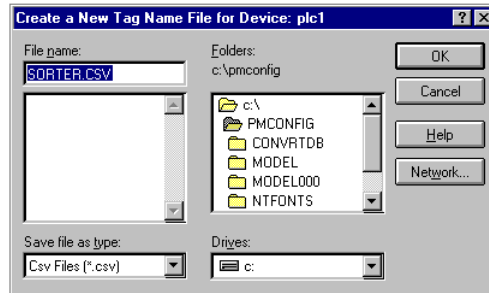 Create a New Tag Name File for Device: plc1
File name:
SORTER.CSV
Folders:
c:\pmconfig
c:\
PMCONFIG
CONVRTDB
MODEL
MODEL000
NTFONTS
Save file as type:
Csv Files (*.csv)
Drives:
c:
OK
Cancel
Help
Network...